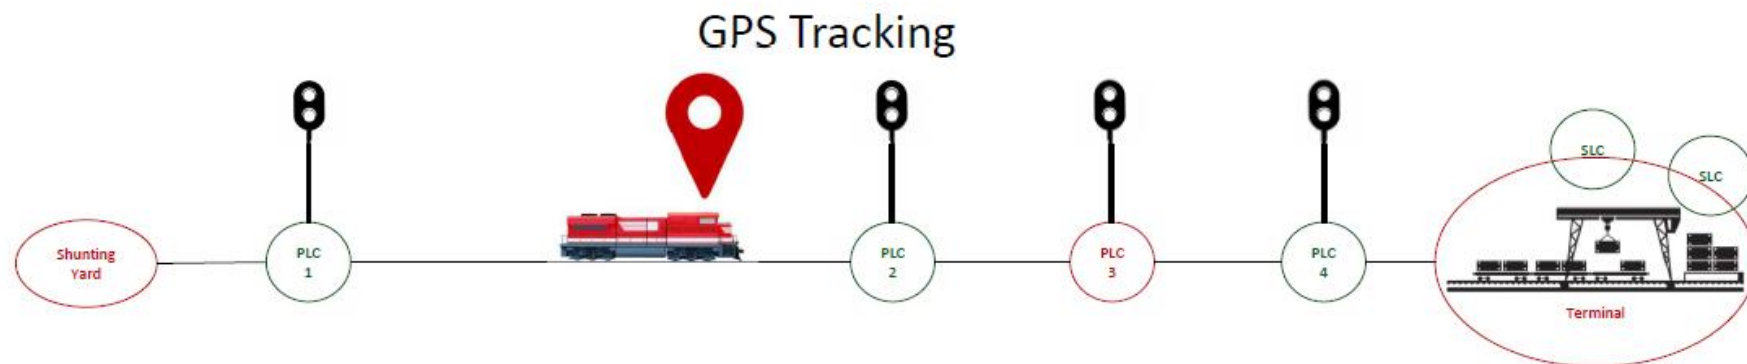 GPS Tracking
SLC
SLC
Shunting
Yard
PLC
1
PLC
2
PLC
3
PLC
4
Terminal